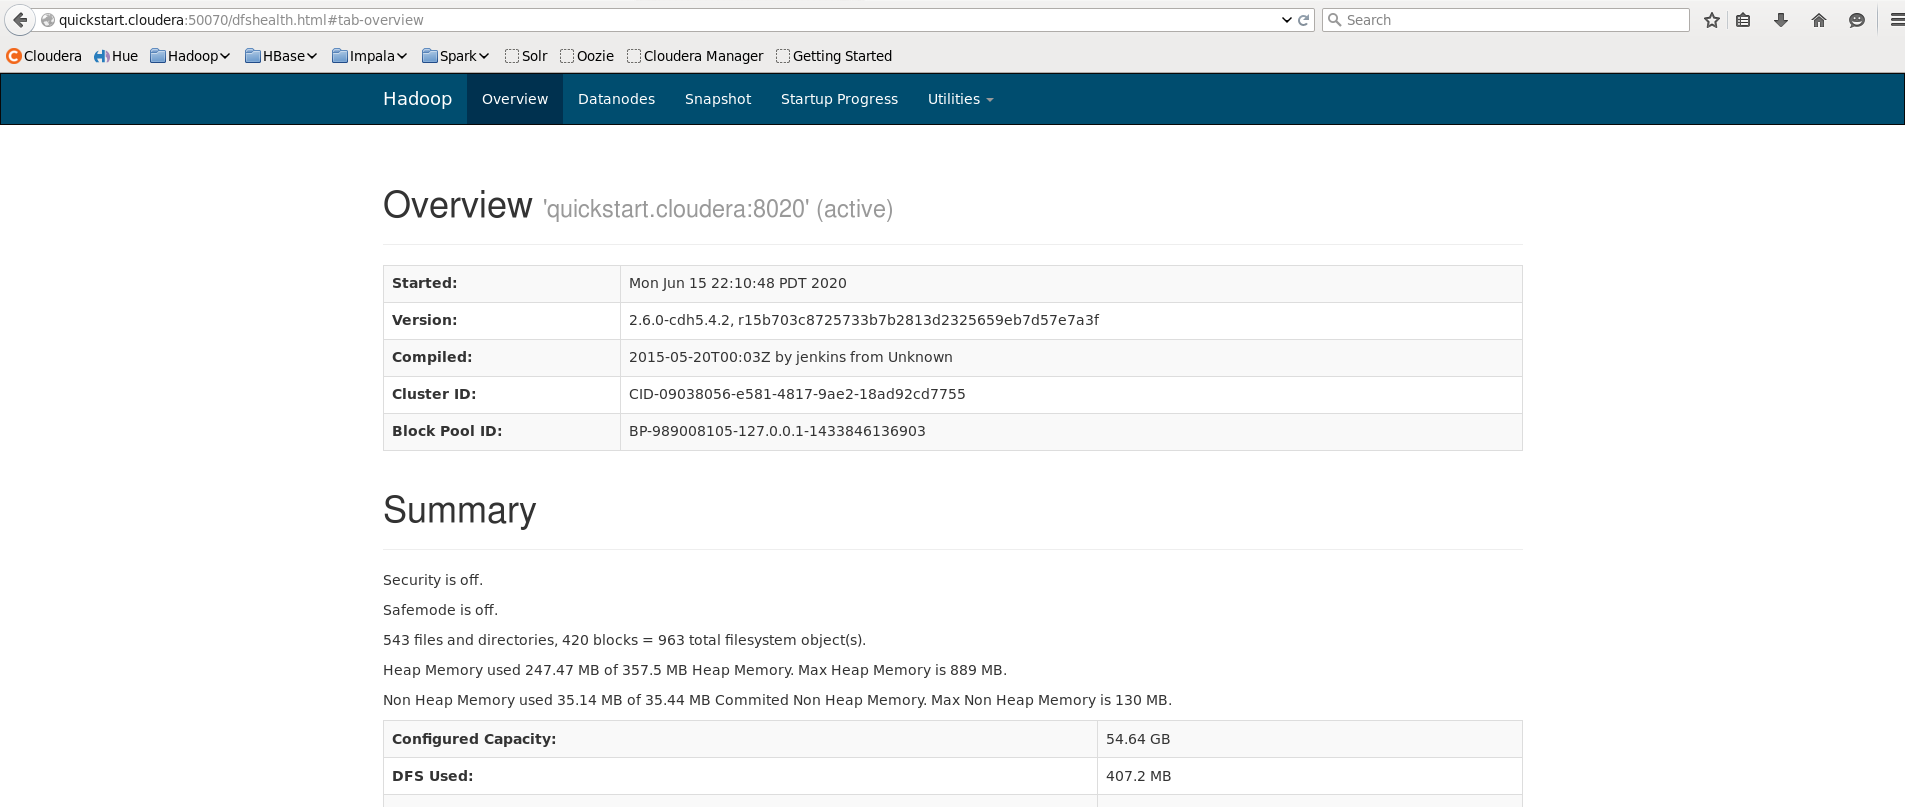 quickstart.cloudera:50070/dfshealth.html#tab-overview Search
Cloudera Hue Hadoop HBase Impala Spark Solr Oozie Cloudera Manager Getting Started
Hadoop Overview Datanodes Snapshot Startup Progress Utilities
Overview 'quickstart.cloudera:8020' (active)
Started: Mon Jun 15 22:10:48 PDT 2020
Version: 2.6.0-cdh5.4.2, r15b703c8725733b7b2813d2325659eb7d57e7a3f
Compiled: 2015-05-20T00:03Z by jenkins from Unknown
Cluster ID: CID-09038056-e581-4817-9ae2-18ad92cd7755
Block Pool ID: BP-989008105-127.0.0.1-1433846136903
Summary
Security is off.
Safemode is off.
543 files and directories, 420 blocks = 963 total filesystem object(s).
Heap Memory used 247.47 MB of 357.5 MB Heap Memory. Max Heap Memory is 889 MB.
Non Heap Memory used 35.14 MB of 35.44 MB Commited Non Heap Memory. Max Non Heap Memory is 130 MB.
Configured Capacity: 54.64 GB
DFS Used: 407.2 MB